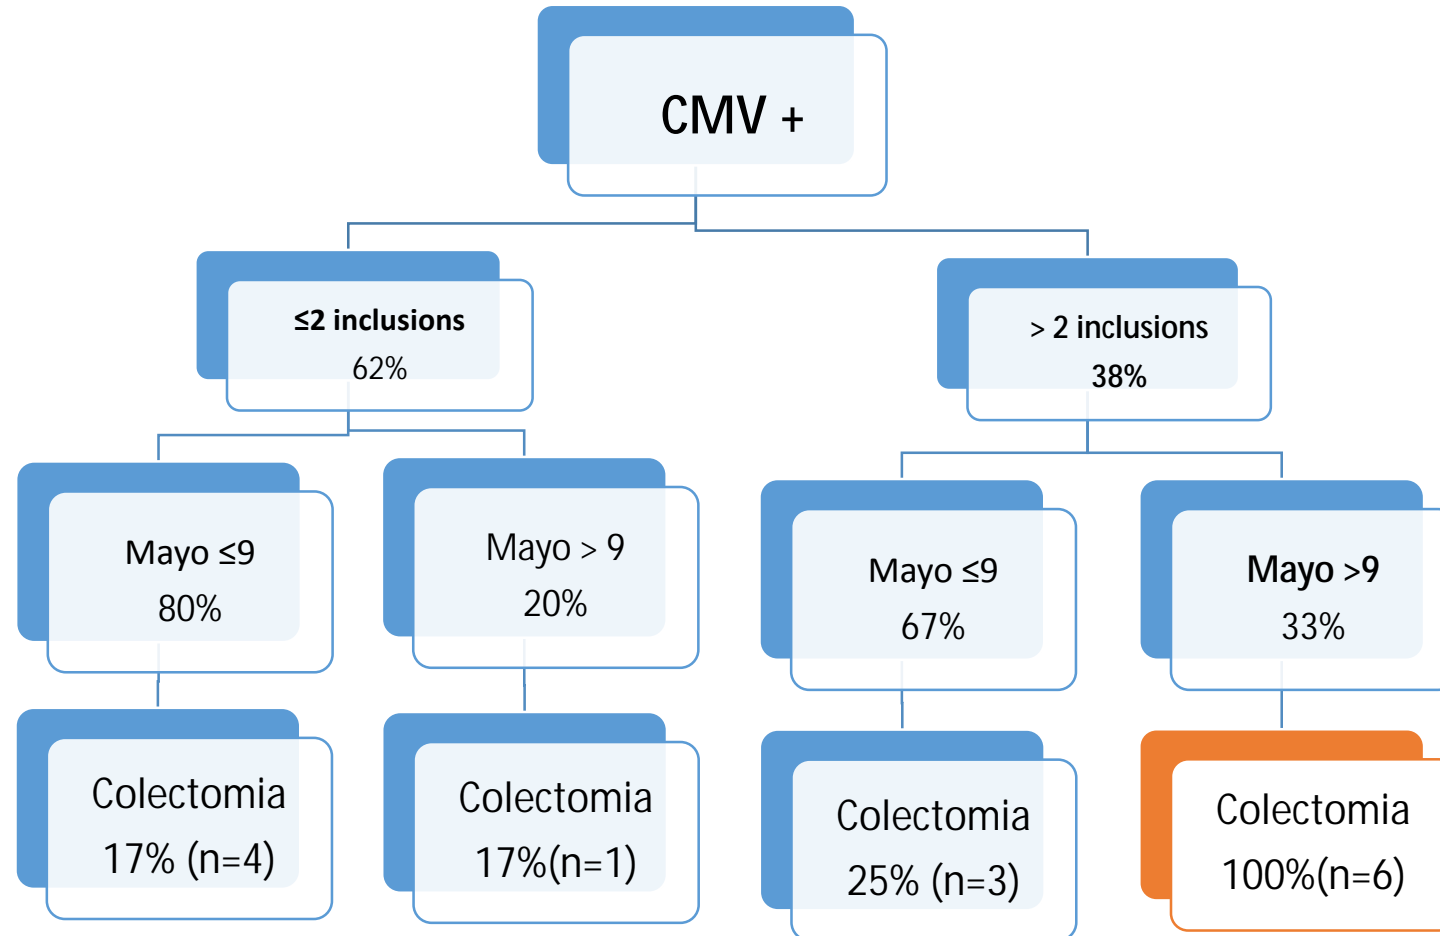 CMV +
≤2 inclusions
62%
> 2 inclusions
38%
Mayo ≤9
80%
Mayo > 9
20%
Mayo ≤9
67%
Mayo >9
33%
Colectomia
17% (n=4)
Colectomia
17%(n=1)
Colectomia
25% (n=3)
Colectomia
100%(n=6)